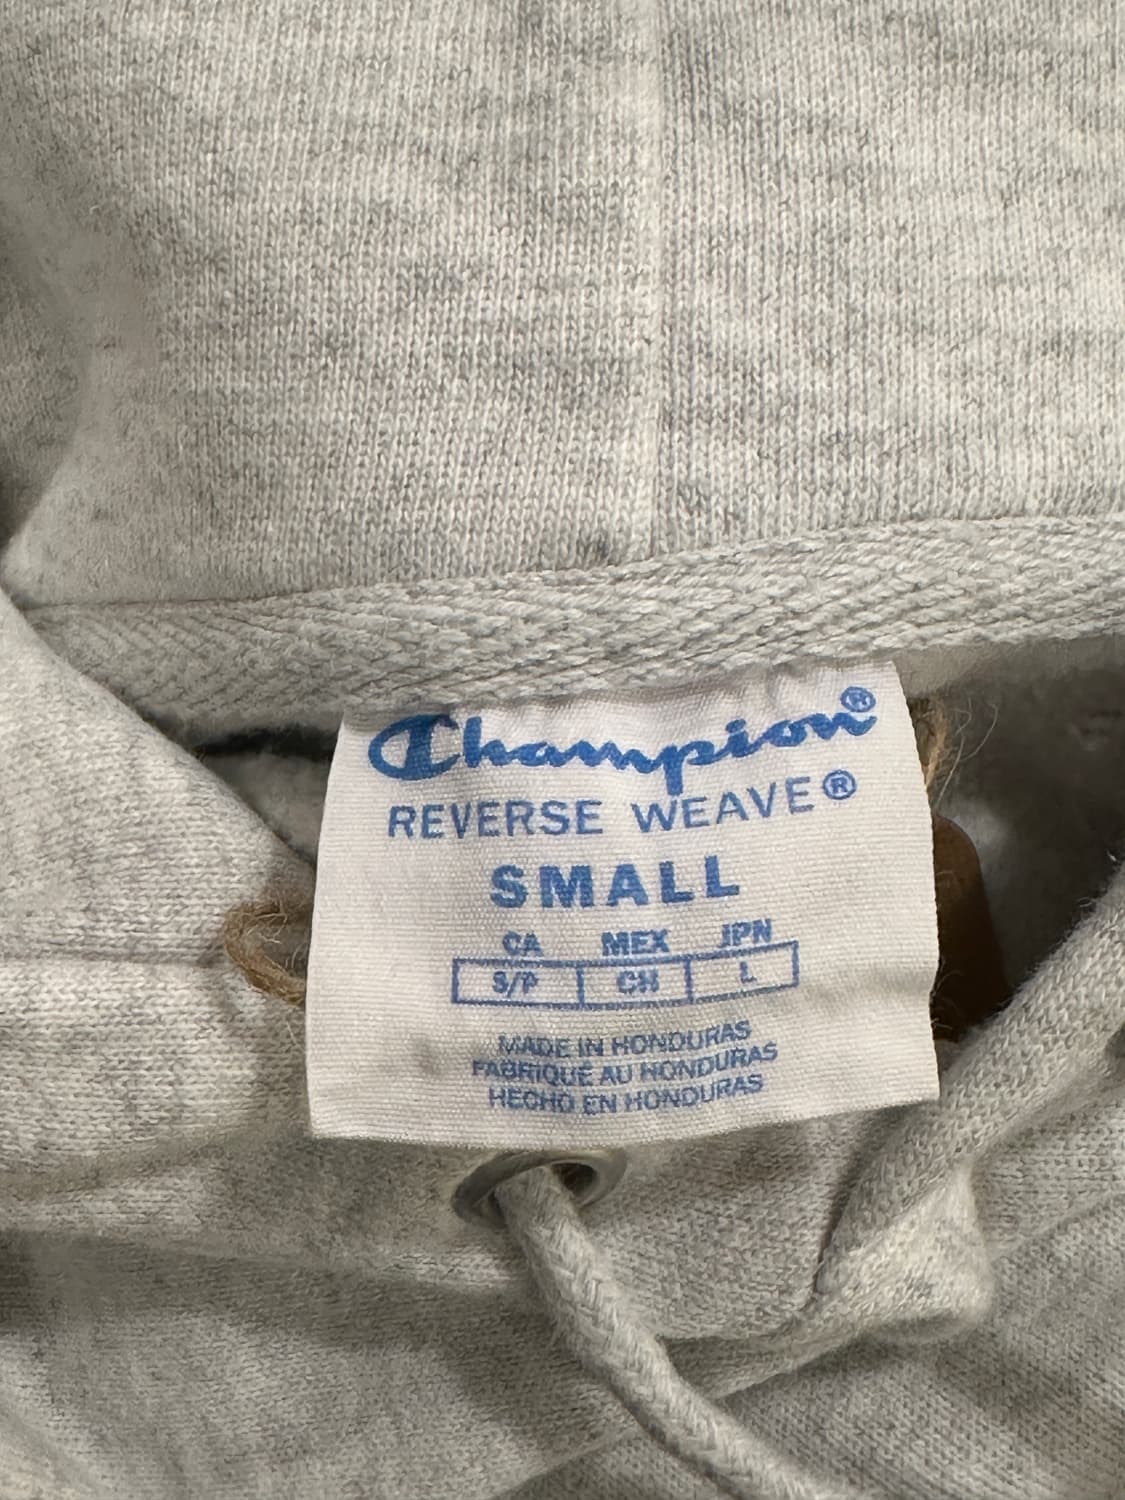 Champion®
REVERSE WEAVE®
SMALL
CA MEX JPN
S/P CH L
MADE IN HONDURAS
FABRIQUÉ AU HONDURAS
HECHO EN HONDURAS